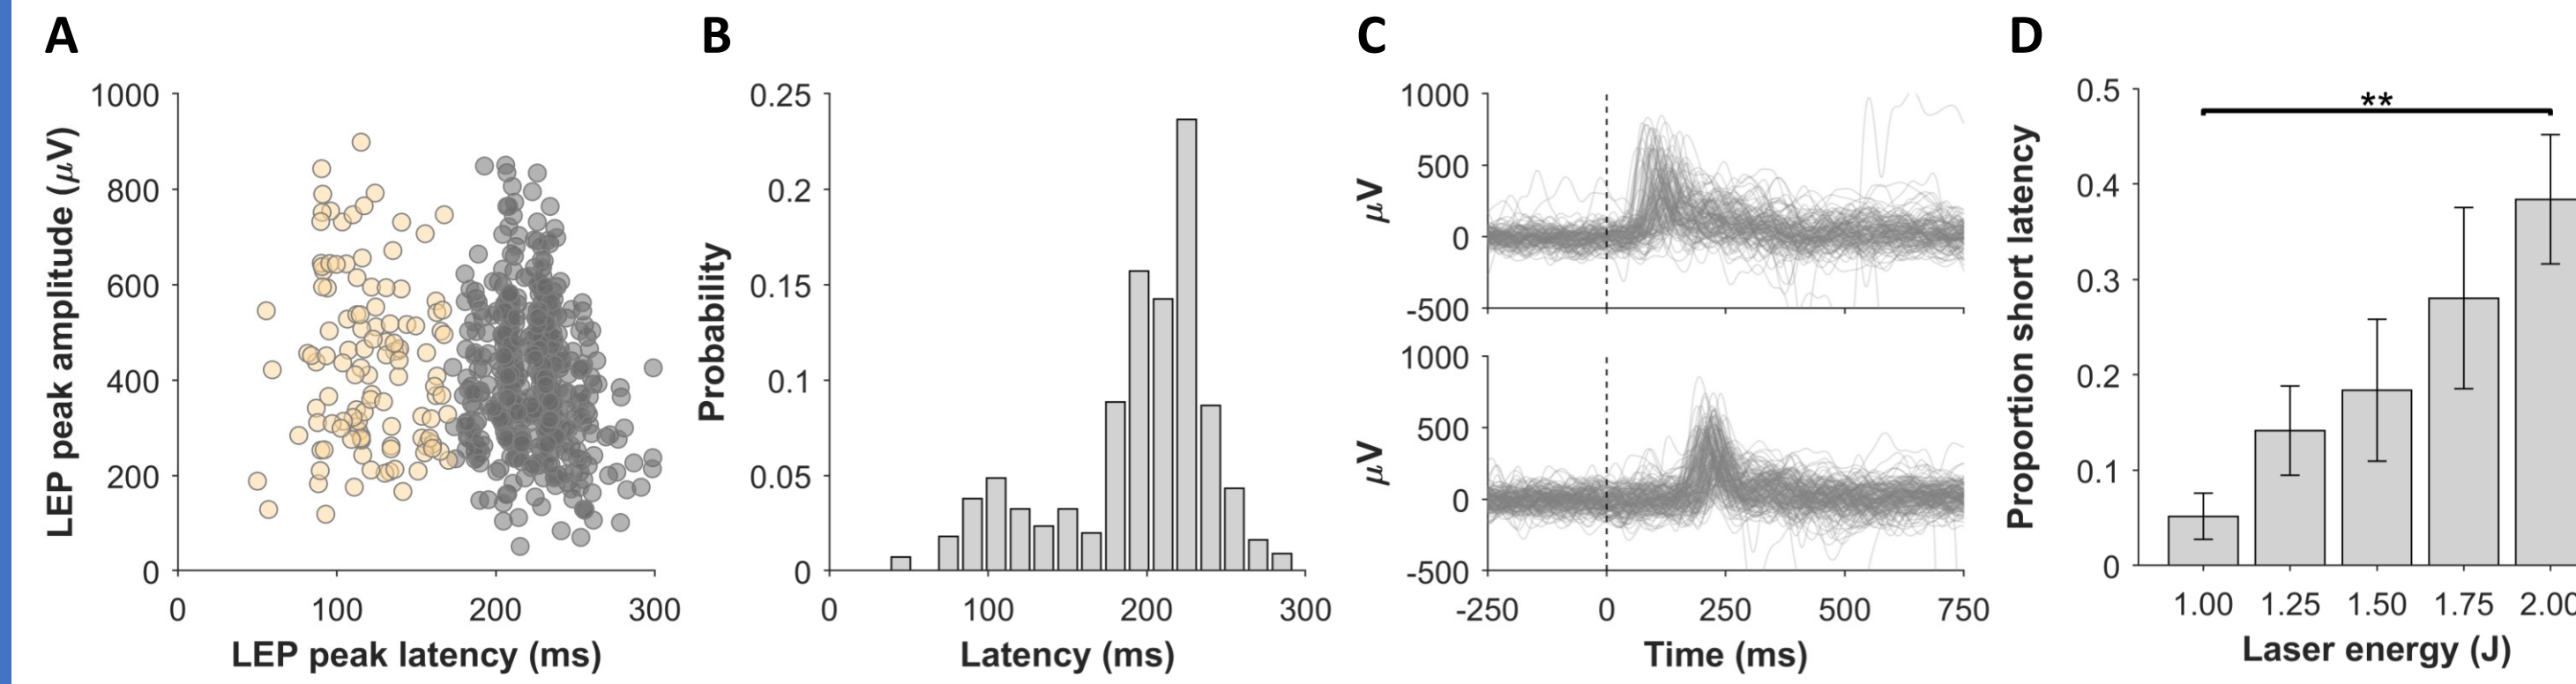 A
LEP peak amplitude (μV)
1000
800
600
400
200
0
0 100 200 300
LEP peak latency (ms)
B
Probability
0.25
0.2
0.15
0.1
0.05
0
0 100 200 300
Latency (ms)
C
μV
1000
500
0
-500
μV
1000
500
0
-500
-250 0 250 500 750
Time (ms)
D
Proportion short latency
0.5
0.4
0.3
0.2
0.1
0
**
1.00 1.25 1.50 1.75 2.00
Laser energy (J)